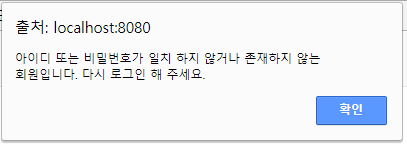 출처: localhost:8080
아이디 또는 비밀번호가 일치 하지 않거나 존재하지 않는
회원입니다. 다시 로그인 해 주세요.
확인